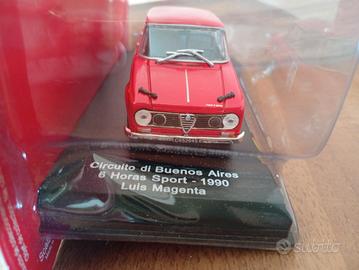 Circuito di Buenos Aires
6 Horas Sport - 1990
Luis Magenta
SUbito